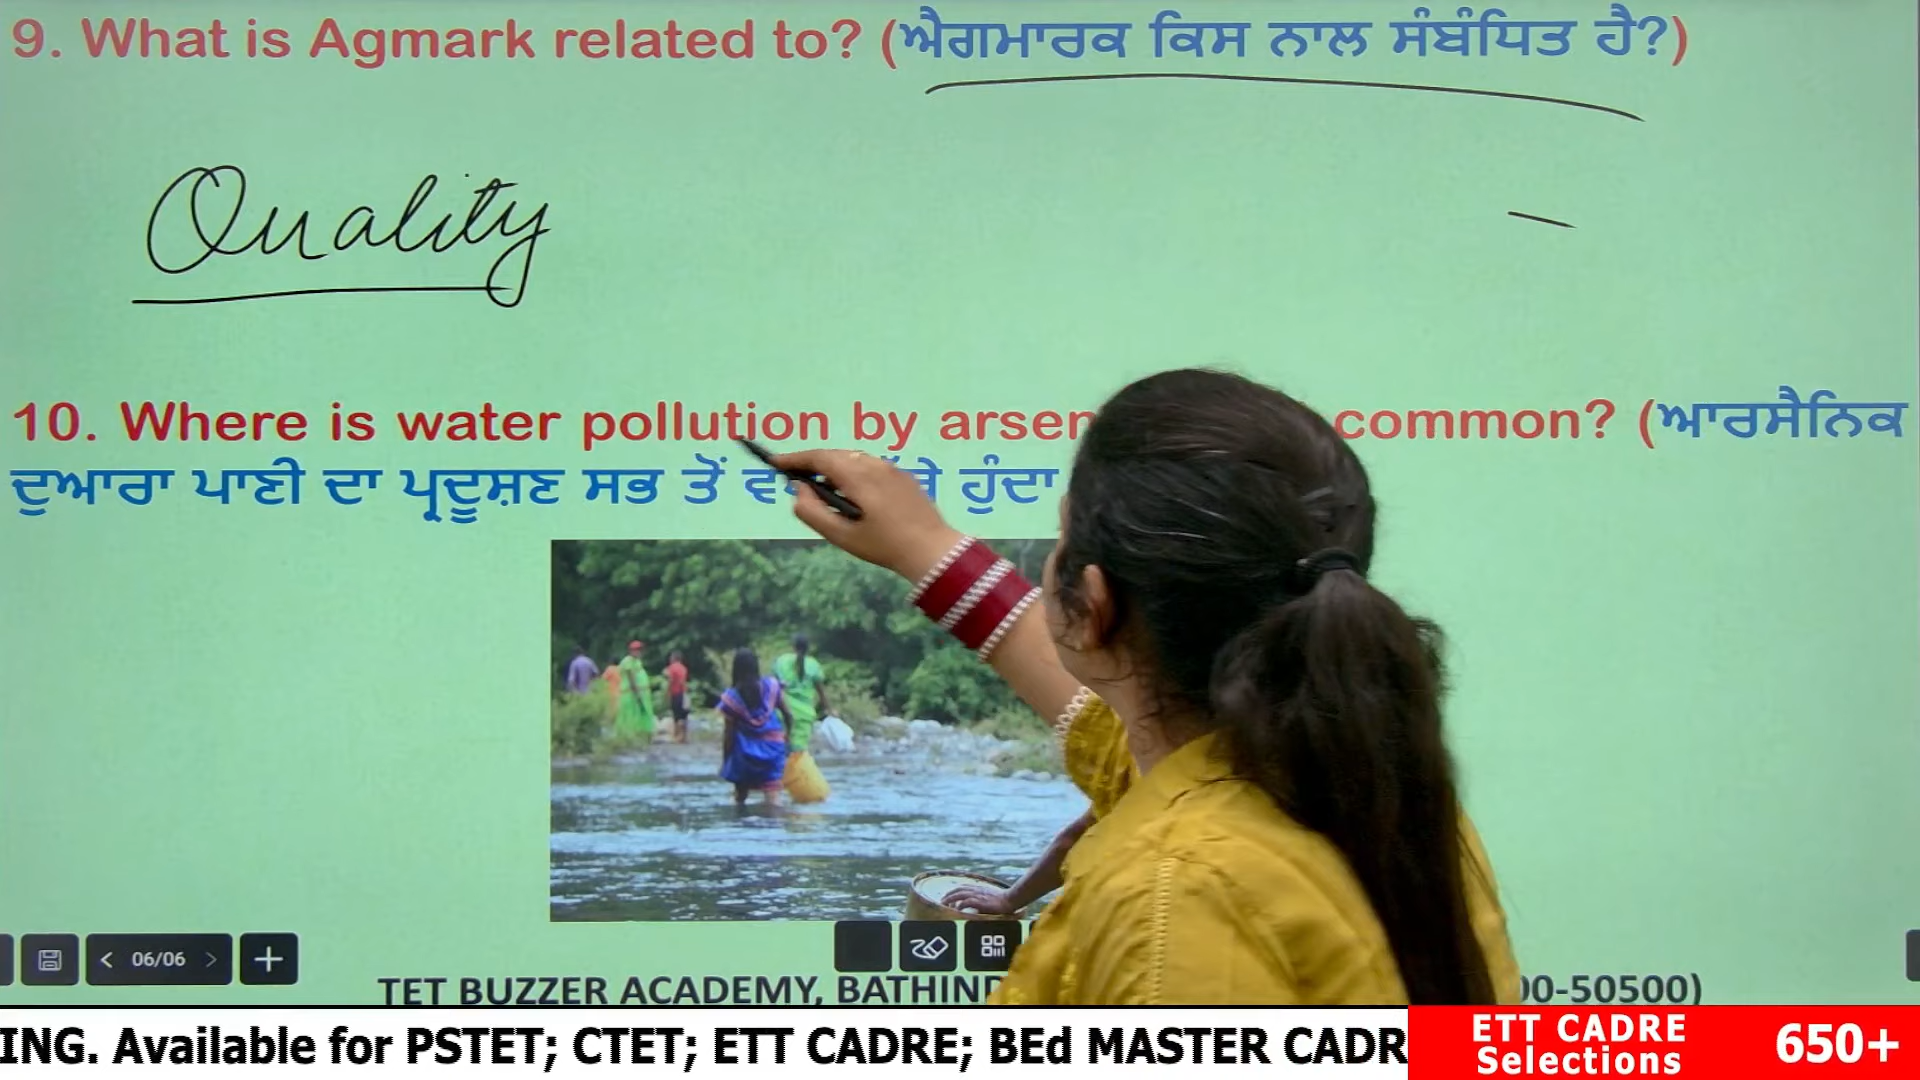 9. What is Agmark related to? (ਐਗਮਾਰਕ ਕਿਸ ਨਾਲ ਸੰਬੰਧਿਤ ਹੈ?)
Quality
10. Where is water pollution by common? (ਆਰਸੈਨਿਕ
ਦੁਆਰਾ ਪਾਣੀ ਦਾ ਪ੍ਰਦੂਸ਼ਣ ਸਭ ਤੋਂ ਹੁੰਦਾ
06/06
TET BUZZER ACADEMY, 00-50500)
ING. Available for PSTET; CTET; ETT CADRE; BEd MASTER CADR
ETT CADRE
Selections
650+